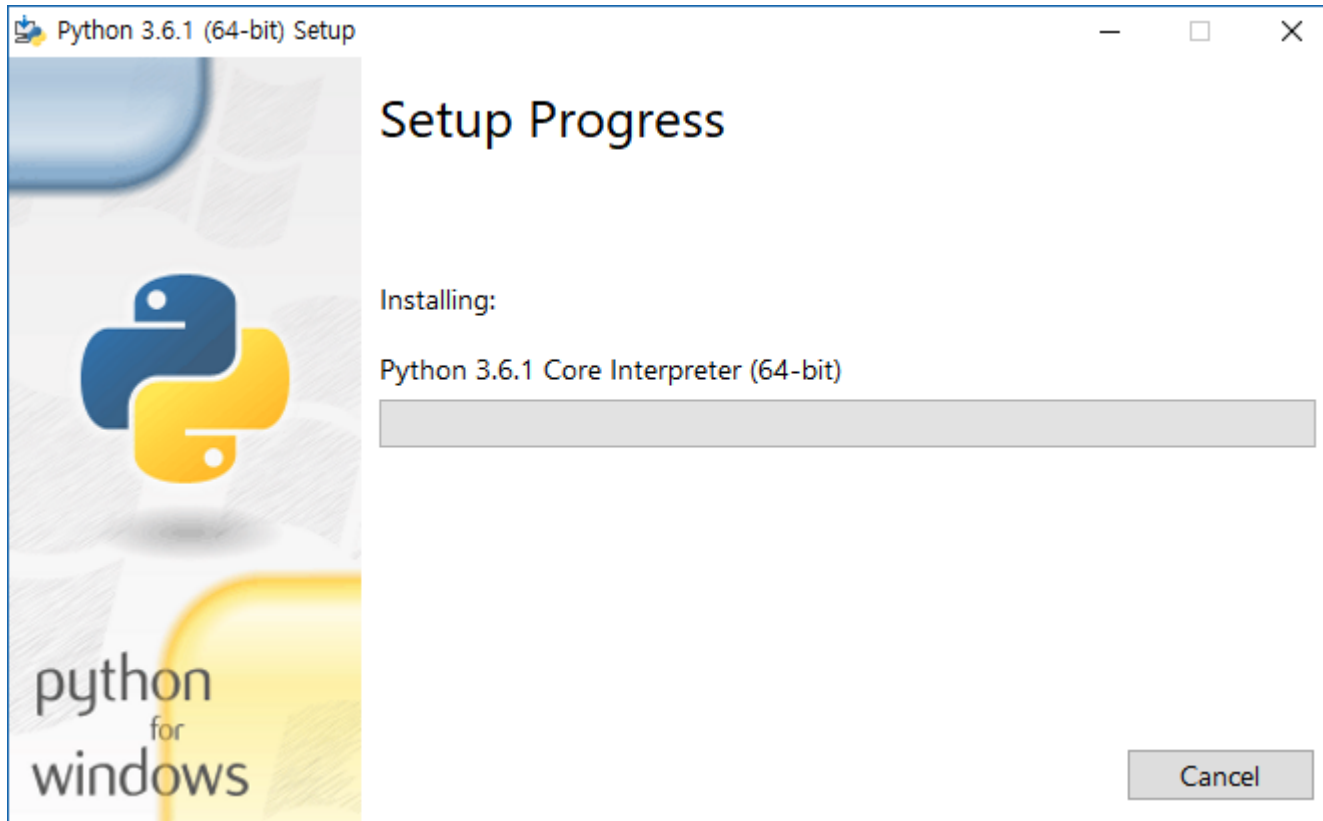 Python 3.6.1 (64-bit) Setup
Setup Progress
Installing:
Python 3.6.1 Core Interpreter (64-bit)
python
for
windows
Cancel